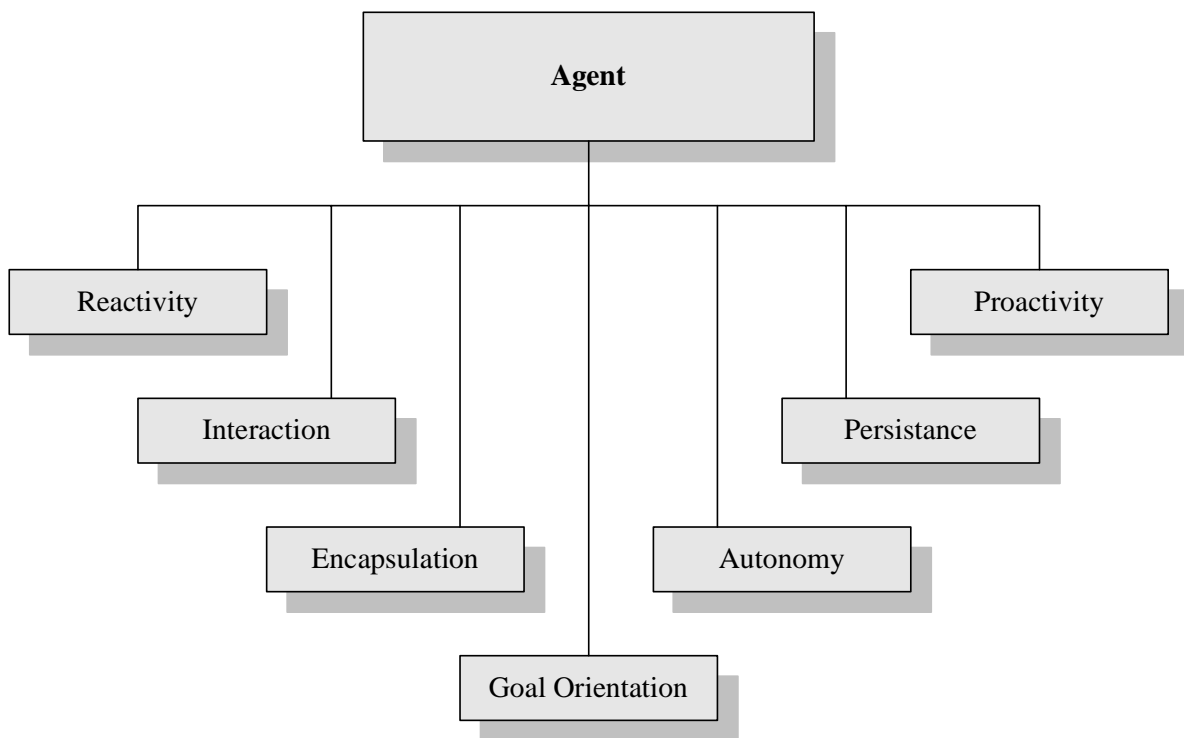 Agent
Reactivity
Proactivity
Interaction
Persistance
Encapsulation
Autonomy
Goal Orientation